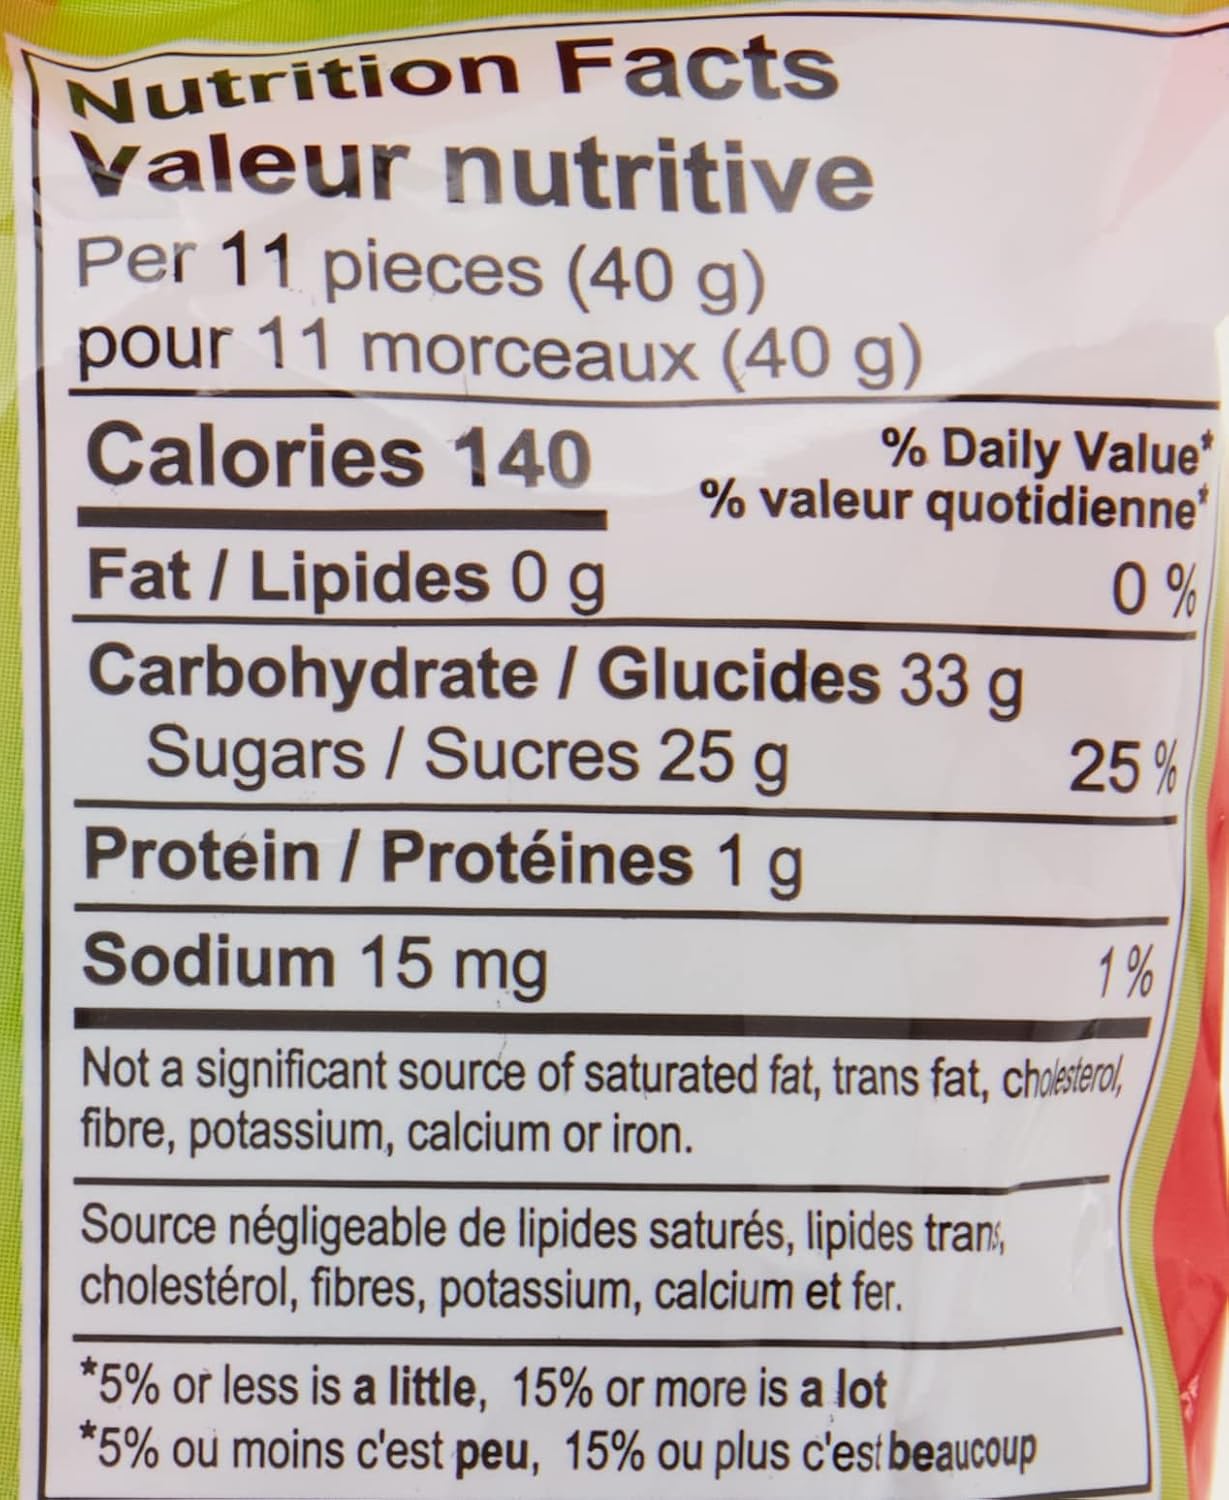 Nutrition Facts
Valeur nutritive
Per 11 pieces (40 g)
pour 11 morceaux (40 g)
Calories 140
% Daily Value*
% valeur quotidienne*
Fat / Lipides 0 g 0 %
Carbohydrate / Glucides 33 g
Sugars / Sucres 25 g 25 %
Protein / Protéines 1 g
Sodium 15 mg 1 %
Not a significant source of saturated fat, trans fat, cholesterol,
fibre, potassium, calcium or iron.
Source négligeable de lipides saturés, lipides trans,
cholestérol, fibres, potassium, calcium et fer.
*5% or less is a little, 15% or more is a lot
*5% ou moins c'est peu, 15% ou plus c'est beaucoup